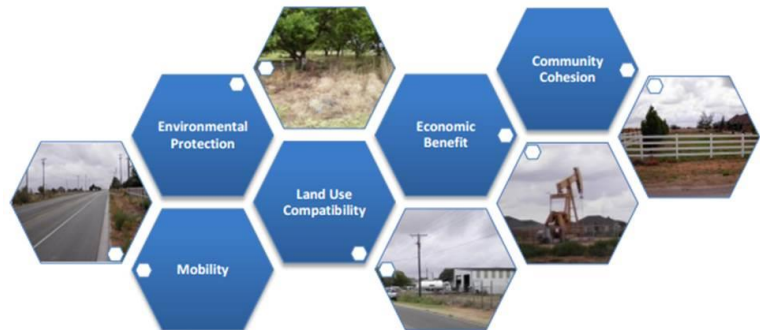 Community
Cohesion
Environmental
Protection
Economic
Benefit
Land Use
Compatibility
Mobility